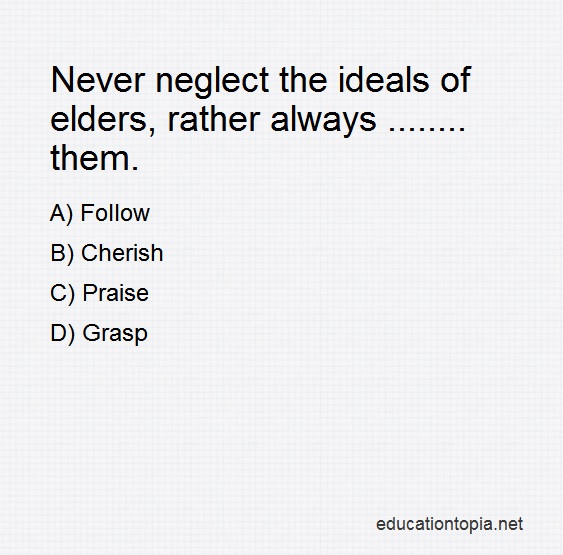 Never neglect the ideals of
elders, rather always ........
them.
A) Follow
B) Cherish
C) Praise
D) Grasp
educationtopia.net